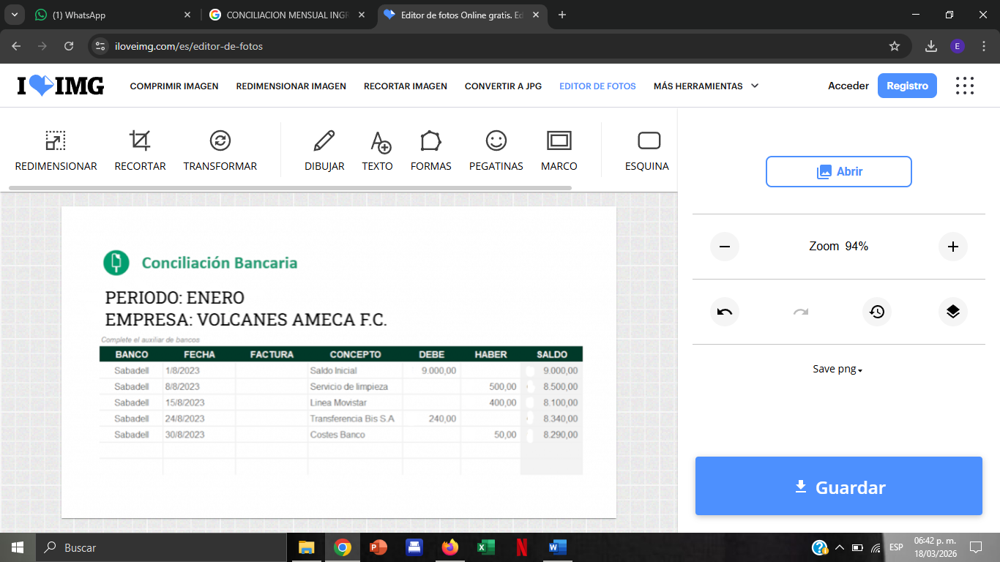 (1) WhatsApp
CONCILIACION MENSUAL INGR
Editor de fotos Online gratis. Ed
iloveimg.com/es/editor-de-fotos
E
I IMG
COMPRIMIR IMAGEN
REDIMENSIONAR IMAGEN
RECORTAR IMAGEN
CONVERTIR A JPG
EDITOR DE FOTOS
MÁS HERRAMIENTAS
Acceder
Registro
REDIMENSIONAR
RECORTAR
TRANSFORMAR
DIBUJAR
TEXTO
FORMAS
PEGATINAS
MARCO
ESQUINA
Abrir
Zoom 94%
Save png
Guardar
Conciliación Bancaria
PERIODO: ENERO
EMPRESA: VOLCANES AMECA F.C.
Complete el auxiliar de bancos
BANCO FECHA FACTURA CONCEPTO DEBE HABER SALDO
Sabadell 1/8/2023 Saldo Inicial 9.000,00 9.000,00
Sabadell 8/8/2023 Servicio de limpieza 500,00 8.500,00
Sabadell 15/8/2023 Linea Movistar 400,00 8.100,00
Sabadell 24/8/2023 Transferencia Bis S.A 240,00 8.340,00
Sabadell 30/8/2023 Costes Banco 50,00 8.290,00
Buscar
ESP
06:42 p. m.
18/03/2026